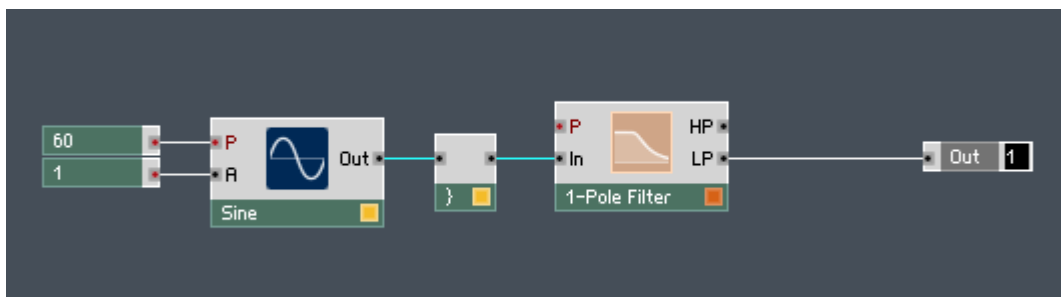 60
1
P
A
Out
Sine
}
P
In
HP
LP
1-Pole Filter
Out 1